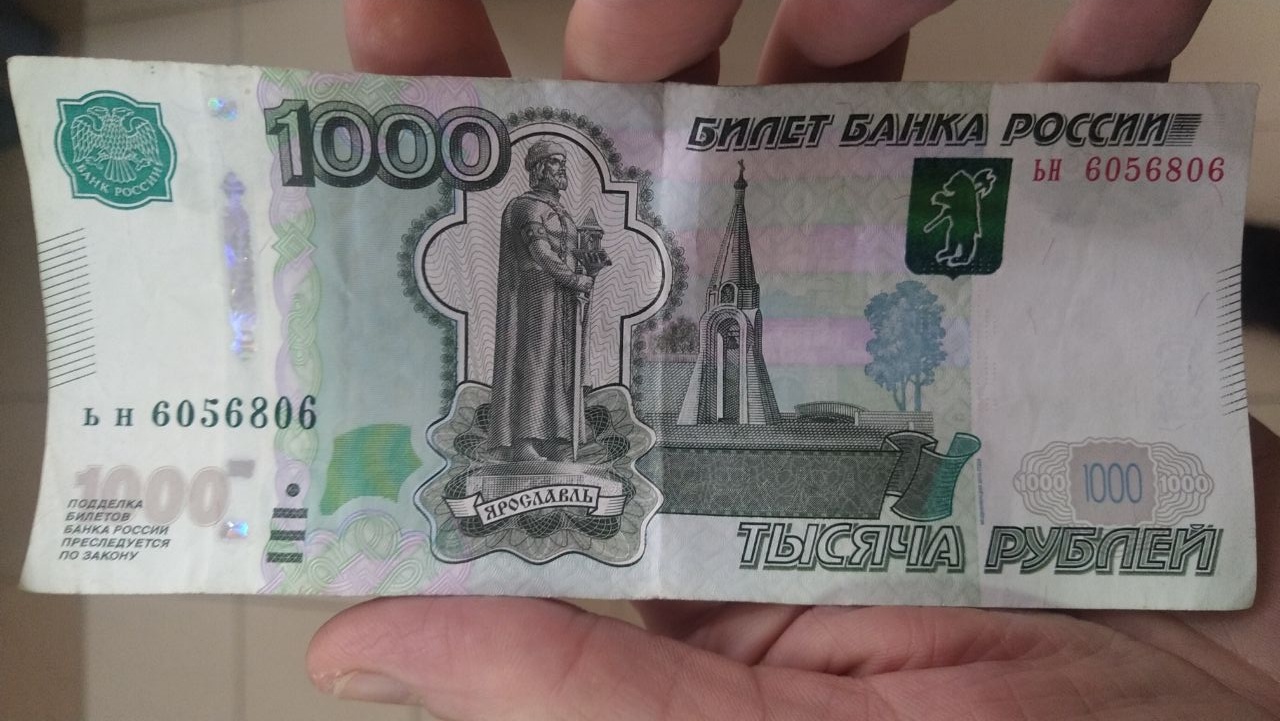 БАНК РОССИИ
1000
БИЛЕТ БАНКА РОССИИ
ЬН 6056806
ь н 6056806
1000
ПОДДЕЛКА
БИЛЕТОВ
БАНКА РОССИИ
ПРЕСЛЕДУЕТСЯ
ПО ЗАКОНУ
ЯРОСЛАВЛЬ
1000 1000 1000
ТЫСЯЧА РУБЛЕЙ